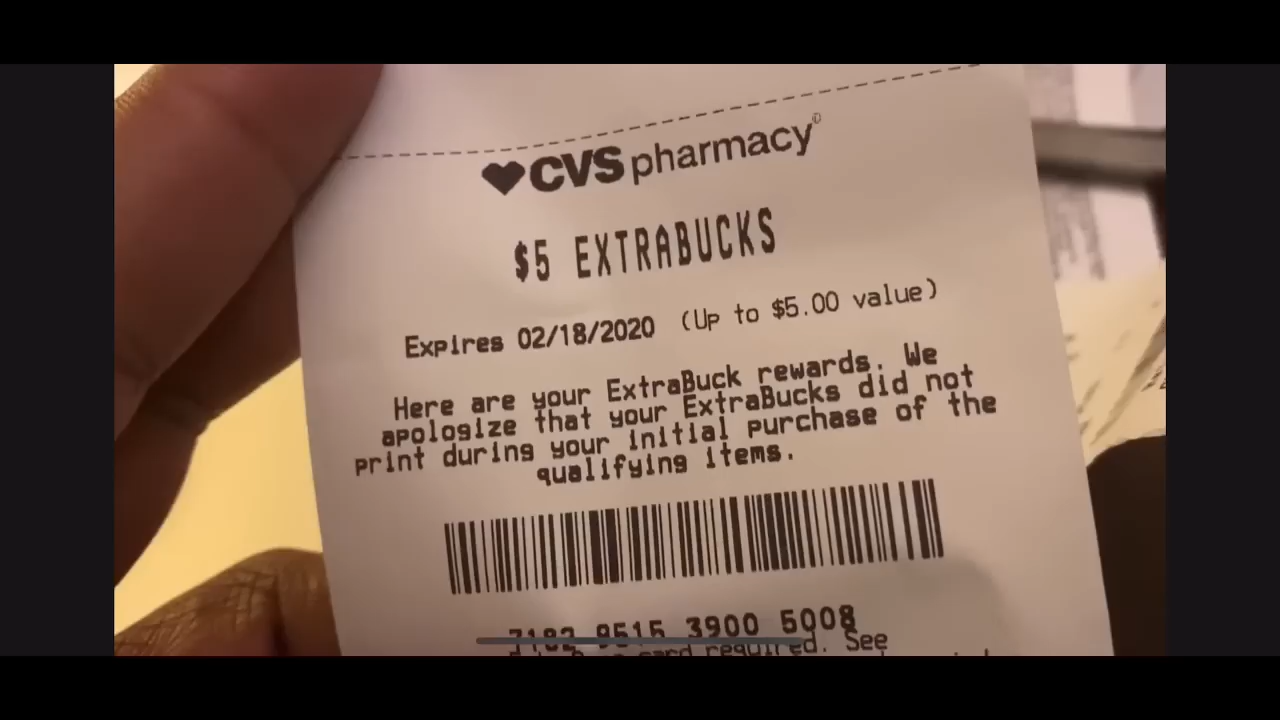 CVS pharmacy®
$5 EXTRABUCKS
Expires 02/18/2020 (Up to $5.00 value)
Here are your ExtraBuck rewards. We
apologize that your ExtraBucks did not
print during your initial purchase of the
qualifying items.
7182 9515 3900 5008
card required. See